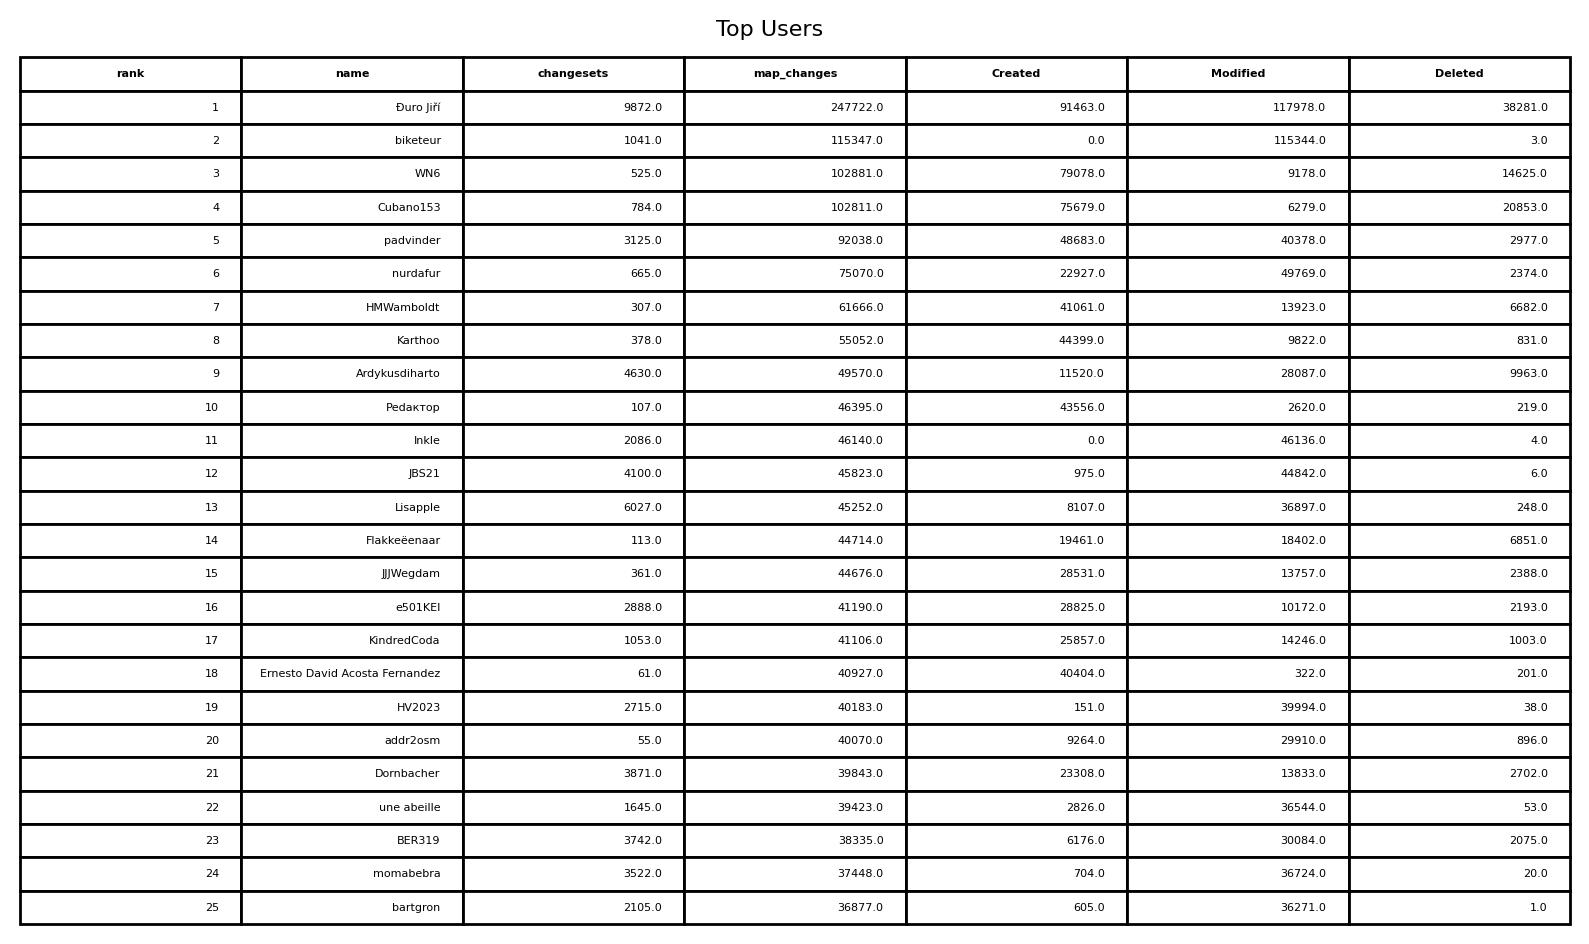 Top Users
rank name changesets map_changes Created Modified Deleted
1 Đuro Jiří 9872.0 247722.0 91463.0 117978.0 38281.0
2 biketeur 1041.0 115347.0 0.0 115344.0 3.0
3 WN6 525.0 102881.0 79078.0 9178.0 14625.0
4 Cubano153 784.0 102811.0 75679.0 6279.0 20853.0
5 padvinder 3125.0 92038.0 48683.0 40378.0 2977.0
6 nurdafur 665.0 75070.0 22927.0 49769.0 2374.0
7 HMWamboldt 307.0 61666.0 41061.0 13923.0 6682.0
8 Karthoo 378.0 55052.0 44399.0 9822.0 831.0
9 Ardykusdiharto 4630.0 49570.0 11520.0 28087.0 9963.0
10 Pedaктop 107.0 46395.0 43556.0 2620.0 219.0
11 Inkle 2086.0 46140.0 0.0 46136.0 4.0
12 JBS21 4100.0 45823.0 975.0 44842.0 6.0
13 Lisapple 6027.0 45252.0 8107.0 36897.0 248.0
14 Flakkeëenaar 113.0 44714.0 19461.0 18402.0 6851.0
15 JJJWegdam 361.0 44676.0 28531.0 13757.0 2388.0
16 e501KEI 2888.0 41190.0 28825.0 10172.0 2193.0
17 KindredCoda 1053.0 41106.0 25857.0 14246.0 1003.0
18 Ernesto David Acosta Fernandez 61.0 40927.0 40404.0 322.0 201.0
19 HV2023 2715.0 40183.0 151.0 39994.0 38.0
20 addr2osm 55.0 40070.0 9264.0 29910.0 896.0
21 Dornbacher 3871.0 39843.0 23308.0 13833.0 2702.0
22 une abeille 1645.0 39423.0 2826.0 36544.0 53.0
23 BER319 3742.0 38335.0 6176.0 30084.0 2075.0
24 momabebra 3522.0 37448.0 704.0 36724.0 20.0
25 bartgron 2105.0 36877.0 605.0 36271.0 1.0